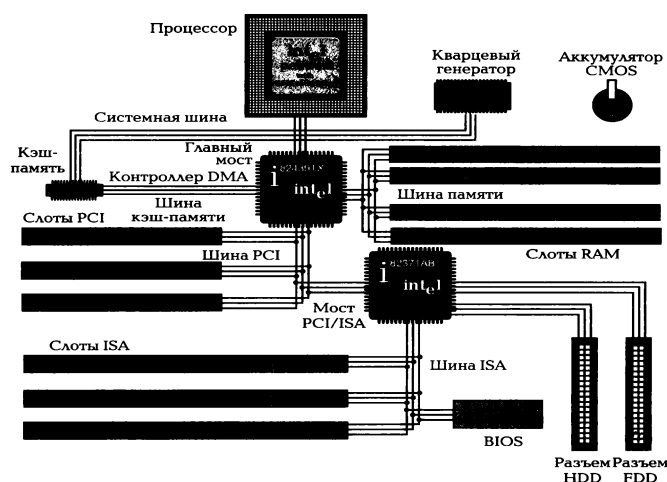 Процессор
Кварцевый
генератор
Аккумулятор
CMOS
Системная шина
Кэш-
память
Главный
мост
Контроллер DMA
intel
Шина памяти
Шина
кэш-памяти
Слоты PCI
Шина PCI
Слоты RAM
82371AB
intel
Мост
PCI/ISA
Слоты ISA
Шина ISA
BIOS
Разъем
HDD
Разъем
FDD